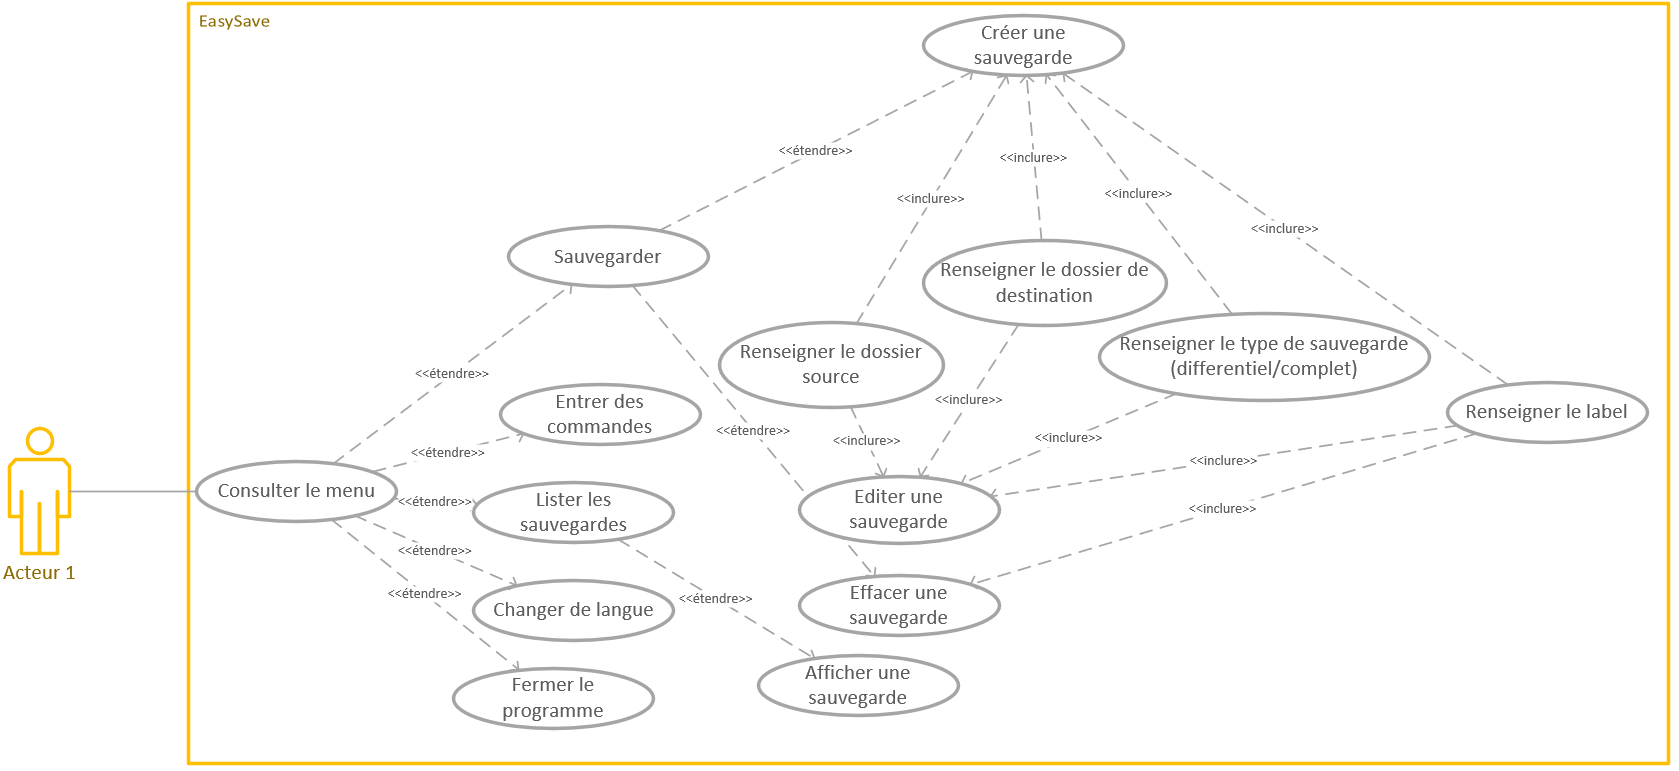 EasySave
Créer une
sauvegarde
<<étendre>>
<<inclure>>
<<inclure>>
<<inclure>>
<<inclure>>
Sauvegarder
Renseigner le dossier de
destination
Renseigner le dossier
source
Renseigner le type de sauvegarde
(differentiel/complet)
Renseigner le label
<<étendre>>
Entrer des
commandes
<<étendre>>
<<étendre>>
<<inclure>>
<<inclure>>
<<inclure>>
<<inclure>>
<<inclure>>
Consulter le menu
<<étendre>>
Lister les
sauvegardes
Editer une
sauvegarde
<<étendre>>
<<étendre>>
<<étendre>>
Acteur 1
Changer de langue
Effacer une
sauvegarde
Afficher une
sauvegarde
Fermer le
programme